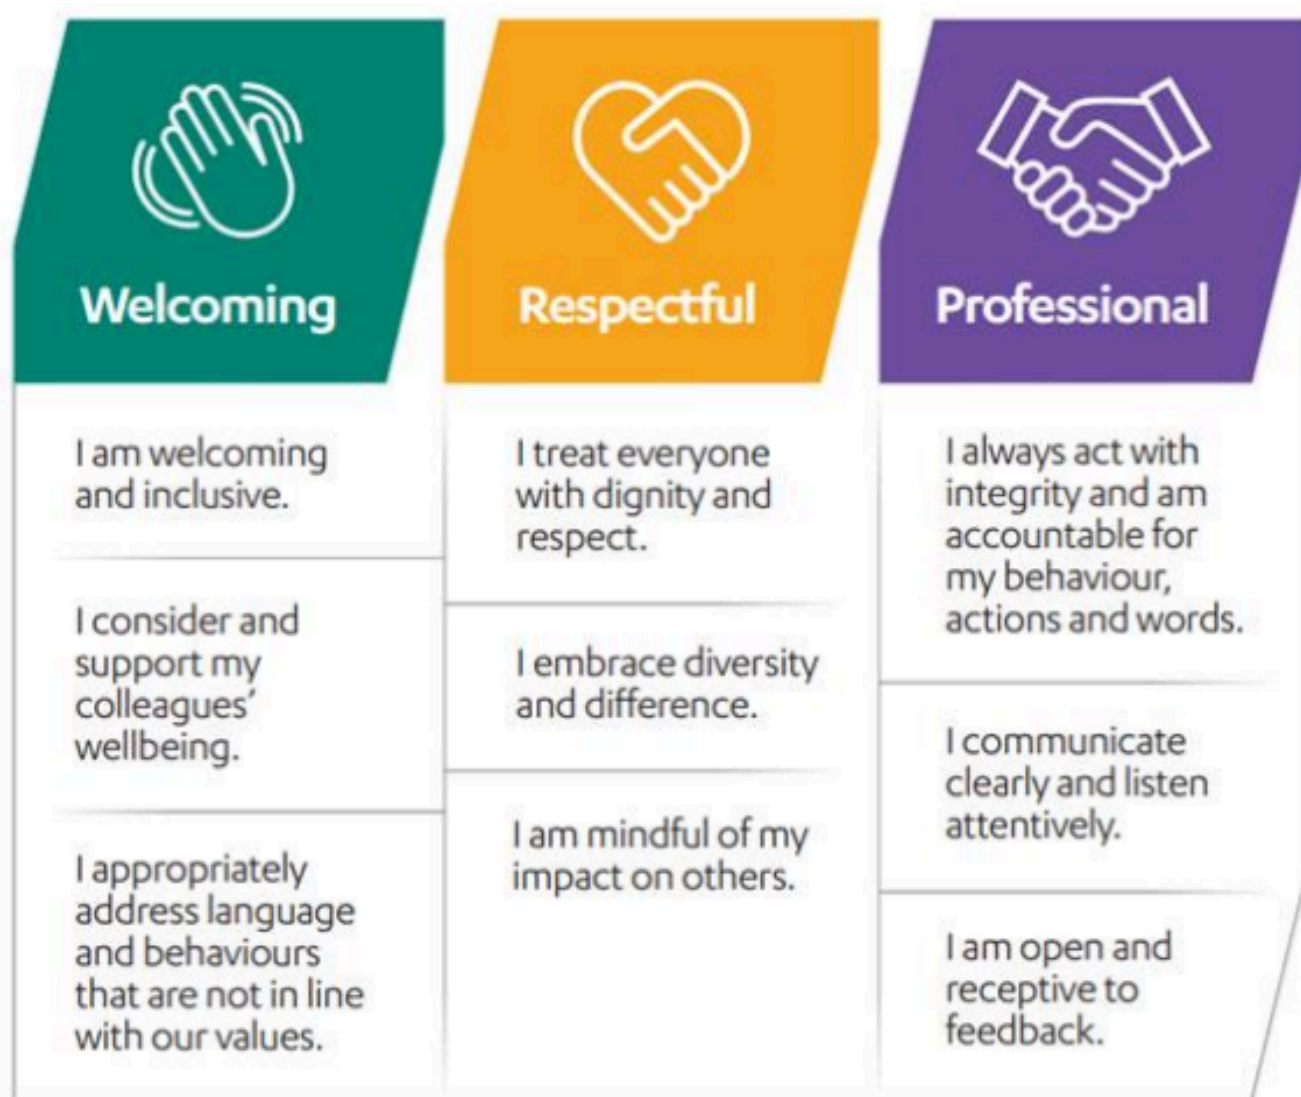 Welcoming
I am welcoming
and inclusive.
I consider and
support my
colleagues’
wellbeing.
I appropriately
address language
and behaviours
that are not in line
with our values.
Respectful
I treat everyone
with dignity and
respect.
I embrace diversity
and difference.
I am mindful of my
impact on others.
Professional
I always act with
integrity and am
accountable for
my behaviour,
actions and words.
I communicate
clearly and listen
attentively.
I am open and
receptive to
feedback.